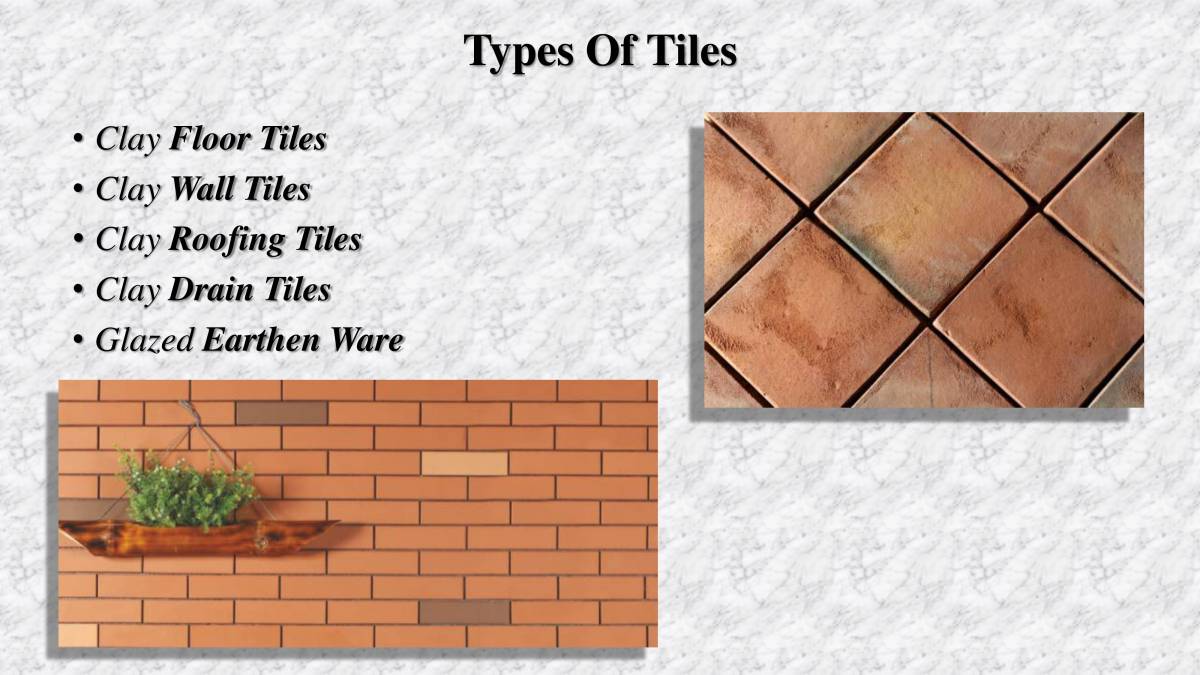 Types Of Tiles
• Clay Floor Tiles
• Clay Wall Tiles
• Clay Roofing Tiles
• Clay Drain Tiles
• Glazed Earthen Ware